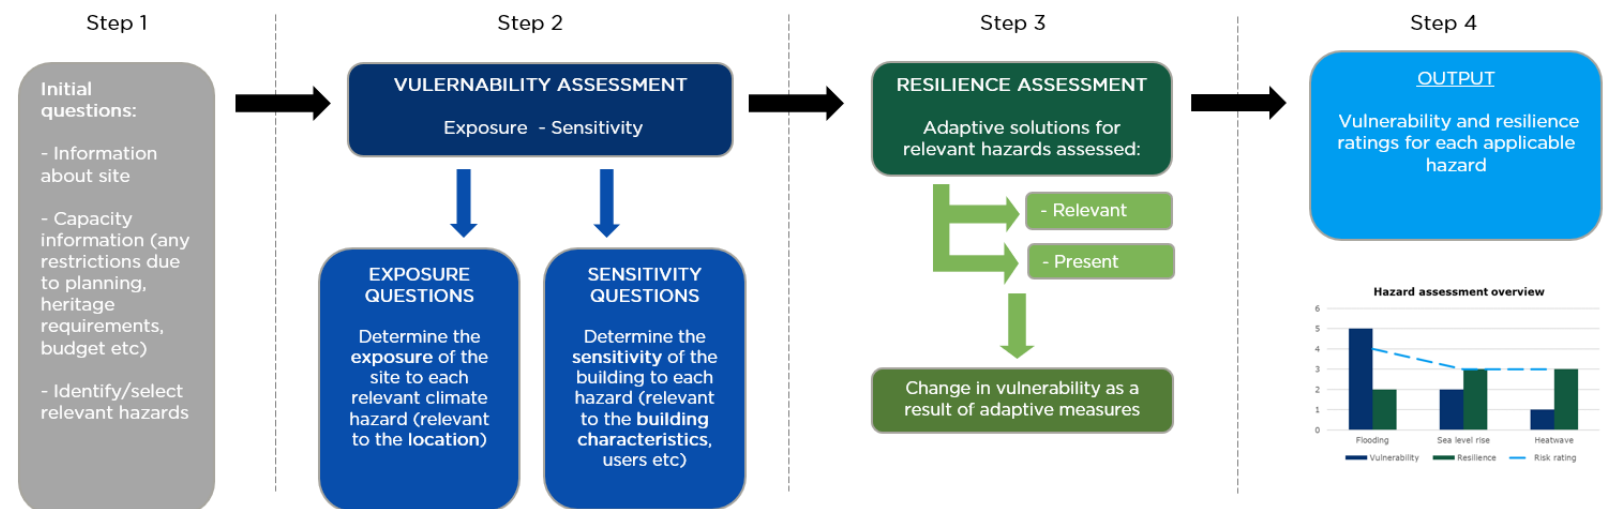 Step 1
Step 2
Step 3
Step 4
Initial
questions:
- Information
about site
- Capacity
information (any
restrictions due
to planning,
heritage
requirements,
budget etc)
- Identify/select
relevant hazards
VULERNABILITY ASSESSMENT
Exposure - Sensitivity
EXPOSURE
QUESTIONS
Determine the
exposure of the
site to each
relevant climate
hazard (relevant
to the location)
SENSITIVITY
QUESTIONS
Determine the
sensitivity of the
building to each
hazard (relevant
to the building
characteristics,
users etc)
RESILIENCE ASSESSMENT
Adaptive solutions for
relevant hazards assessed:
- Relevant
- Present
Change in vulnerability as a
result of adaptive measures
OUTPUT
Vulnerability and resilience
ratings for each applicable
hazard
Hazard assessment overview
6
5
4
3
2
1
0
Flooding
Sea level rise
Heatwave
Vulnerability
Resilience
Risk rating